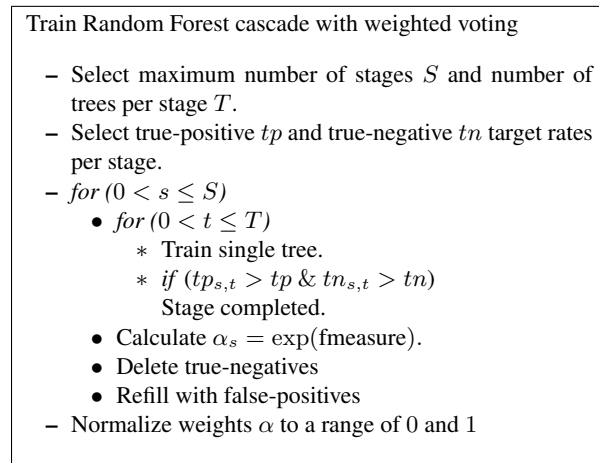 Train Random Forest cascade with weighted voting
– Select maximum number of stages S and number of
trees per stage T.
– Select true-positive tp and true-negative tn target rates
per stage.
– for (0 < s ≤ S)
• for (0 < t ≤ T)
∗ Train single tree.
∗ if (tp_{s,t} > tp & tn_{s,t} > tn)
Stage completed.
• Calculate α_s = exp(fmeasure).
• Delete true-negatives
• Refill with false-positives
– Normalize weights α to a range of 0 and 1